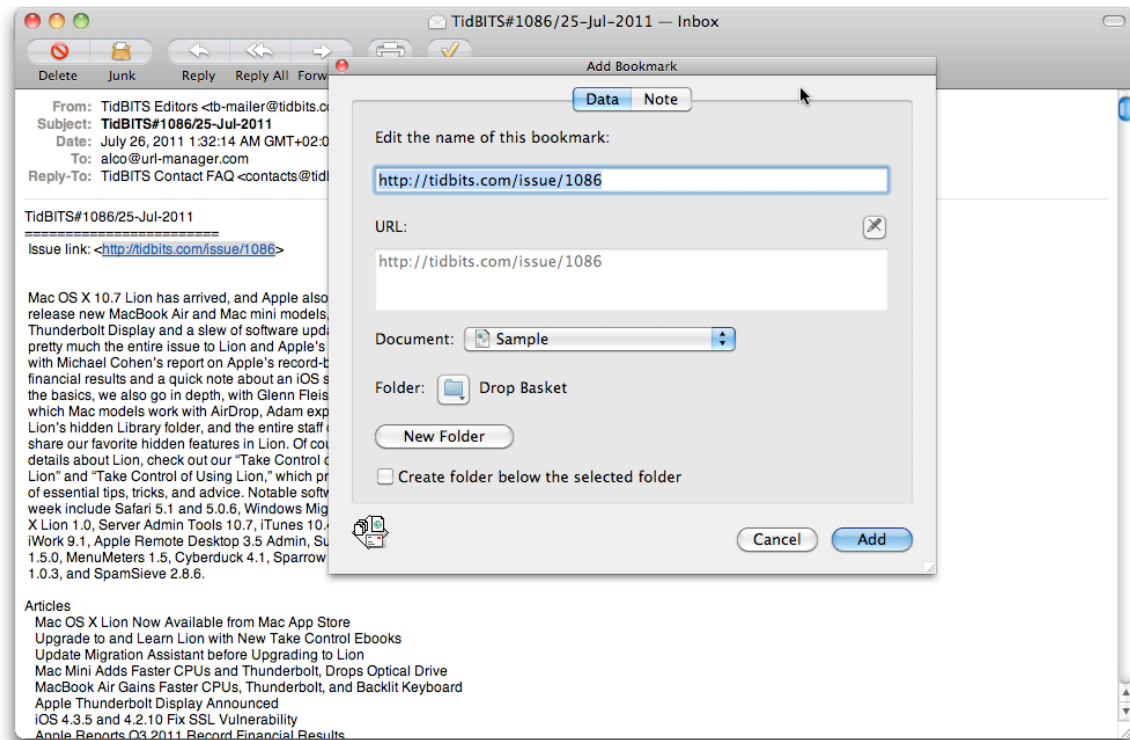 TidBITS#1086/25-Jul-2011 — Inbox
Delete Junk Reply Reply All Forw
From: TidBITS Editors <tb-mailer@tidbits.c
Subject: TidBITS#1086/25-Jul-2011
Date: July 26, 2011 1:32:14 AM GMT+02:0
To: alco@url-manager.com
Reply-To: TidBITS Contact FAQ <contacts@tid
TidBITS#1086/25-Jul-2011
=========================
Issue link: <http://tidbits.com/issue/1086>
Mac OS X 10.7 Lion has arrived, and Apple also
release new MacBook Air and Mac mini models,
Thunderbolt Display and a slew of software upd
pretty much the entire issue to Lion and Apple's
with Michael Cohen's report on Apple's record-b
financial results and a quick note about an iOS s
the basics, we also go in depth, with Glenn Fleis
which Mac models work with AirDrop, Adam exp
Lion's hidden Library folder, and the entire staff
share our favorite hidden features in Lion. Of cou
details about Lion, check out our “Take Control
Lion” and “Take Control of Using Lion,” which pr
of essential tips, tricks, and advice. Notable softw
week include Safari 5.1 and 5.0.6, Windows Mig
X Lion 1.0, Server Admin Tools 10.7, iTunes 10.
iWork 9.1, Apple Remote Desktop 3.5 Admin, Su
1.5.0, MenuMeters 1.5, Cyberduck 4.1, Sparrow
1.0.3, and SpamSieve 2.8.6.
Articles
Mac OS X Lion Now Available from Mac App Store
Upgrade to and Learn Lion with New Take Control Ebooks
Update Migration Assistant before Upgrading to Lion
Mac Mini Adds Faster CPUs and Thunderbolt, Drops Optical Drive
MacBook Air Gains Faster CPUs, Thunderbolt, and Backlit Keyboard
Apple Thunderbolt Display Announced
iOS 4.3.5 and 4.2.10 Fix SSL Vulnerability
Apple Reports Q3 2011 Record Financial Results
Add Bookmark
Data Note
Edit the name of this bookmark:
http://tidbits.com/issue/1086
URL:
http://tidbits.com/issue/1086
Document: Sample
Folder: Drop Basket
New Folder
Create folder below the selected folder
Cancel Add